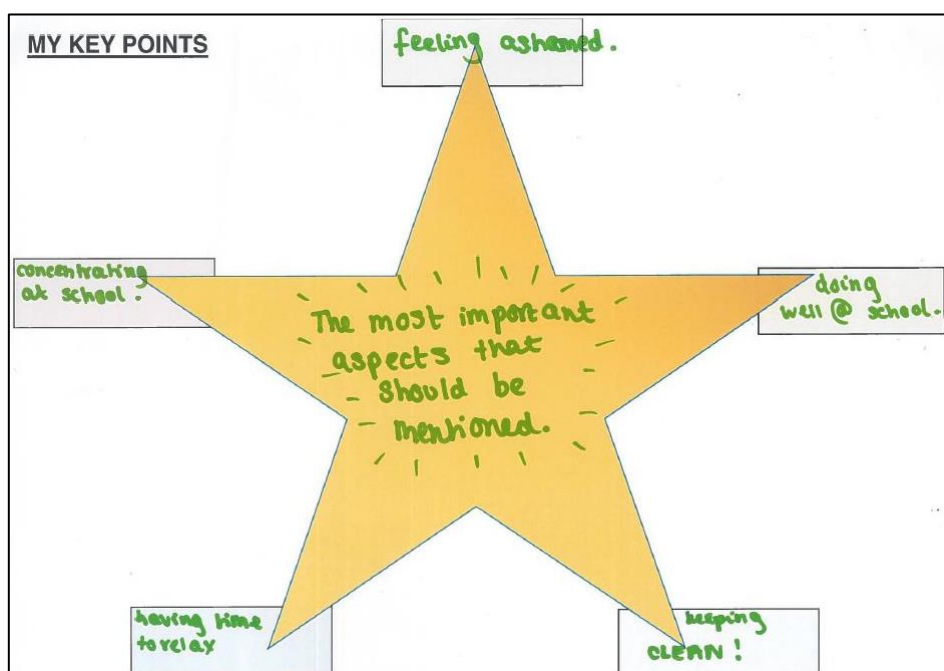 MY KEY POINTS
feeling ashamed.
concentrating
at school.
doing
well @ school.
The most important
aspects that
should be
mentioned.
having time
to relax
keeping
CLEAN!